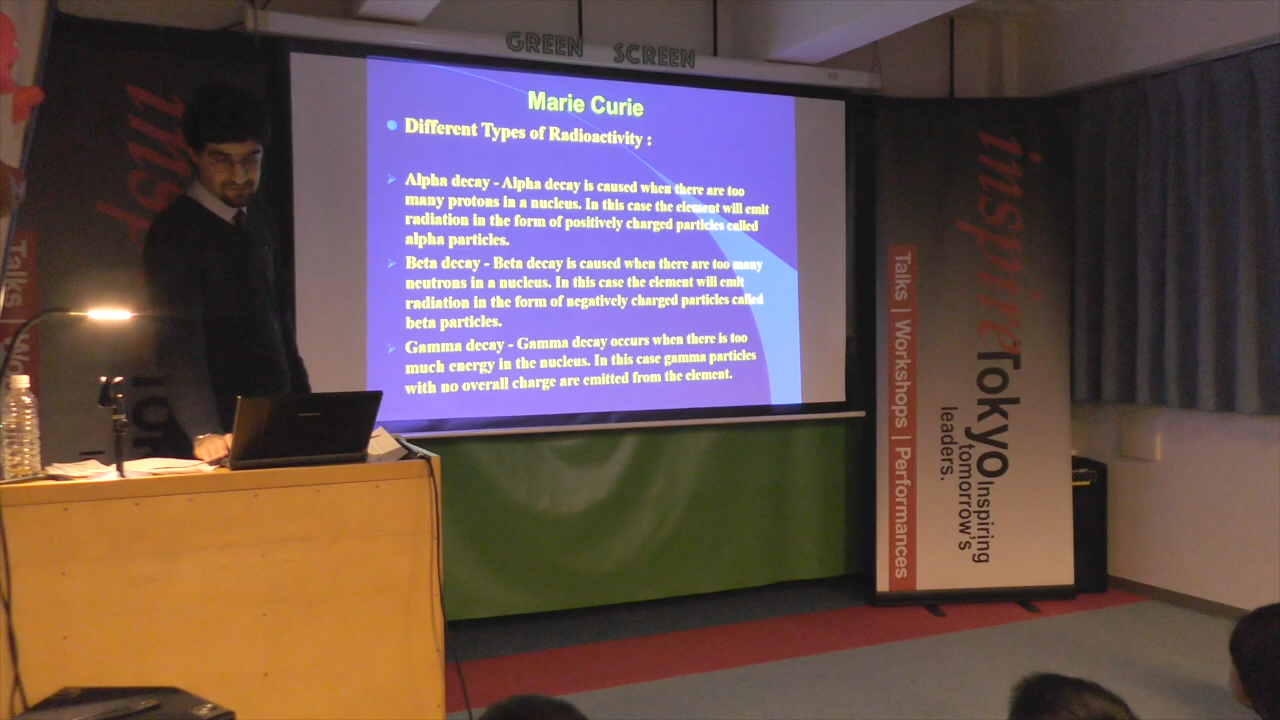 GREEN SCREEN
Marie Curie
Different Types of Radioactivity :
Alpha decay - Alpha decay is caused when there are too
many protons in a nucleus. In this case the element will emit
radiation in the form of positively charged particles called
alpha particles.
Beta decay - Beta decay is caused when there are too many
neutrons in a nucleus. In this case the element will emit
radiation in the form of negatively charged particles called
beta particles.
Gamma decay - Gamma decay occurs when there is too
much energy in the nucleus. In this case gamma particles
with no overall charge are emitted from the element.
insp
Talks | Wo
inspire Tokyo
Inspiring
tomorrow's
leaders.
Talks | Workshops | Performances